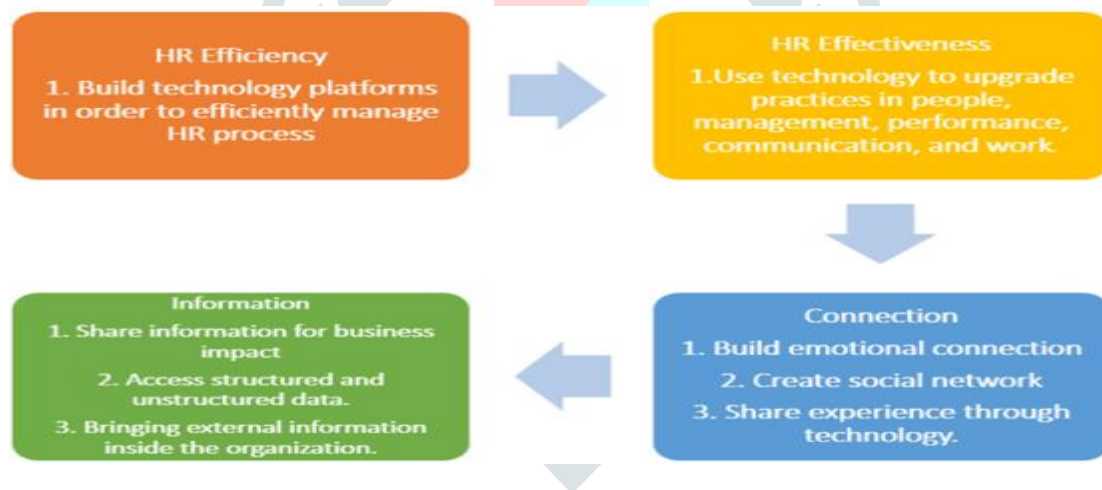 HR Efficiency
1. Build technology platforms
in order to efficiently manage
HR process
HR Effectiveness
1.Use technology to upgrade
practices in people,
management, performance,
communication, and work
Connection
1. Build emotional connection
2. Create social network
3. Share experience through
technology.
Information
1. Share information for business
impact
2. Access structured and
unstructured data.
3. Bringing external information
inside the organization.